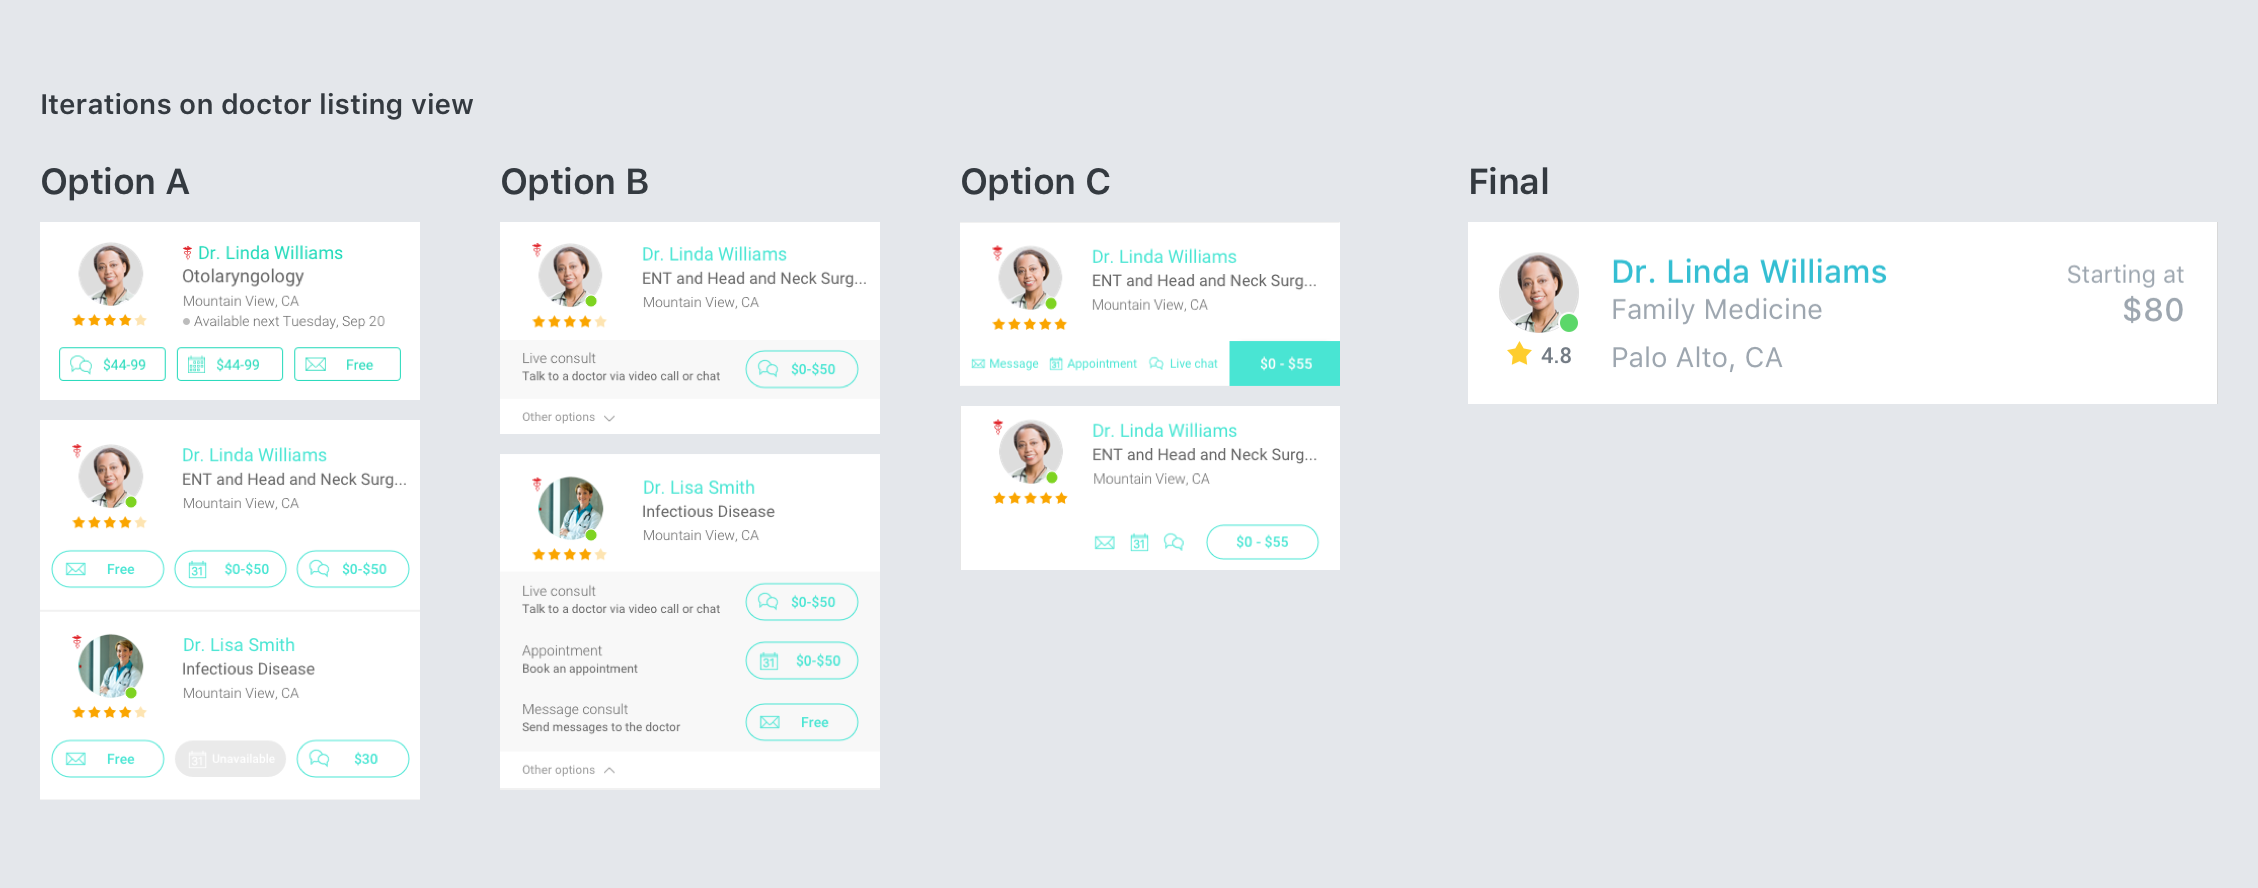 Iterations on doctor listing view
Option A
Dr. Linda Williams
Otolaryngology
Mountain View, CA
Available next Tuesday, Sep 20
$44-99
$44-99
Free
Dr. Linda Williams
ENT and Head and Neck Surg...
Mountain View, CA
Free
31
$0-$50
$0-$50
Dr. Lisa Smith
Infectious Disease
Mountain View, CA
Free
31 Unavailable
$30
Option B
Dr. Linda Williams
ENT and Head and Neck Surg...
Mountain View, CA
Live consult
Talk to a doctor via video call or chat
$0-$50
Other options
Dr. Lisa Smith
Infectious Disease
Mountain View, CA
Live consult
Talk to a doctor via video call or chat
$0-$50
Appointment
Book an appointment
31
$0-$50
Message consult
Send messages to the doctor
Free
Other options
Option C
Dr. Linda Williams
ENT and Head and Neck Surg...
Mountain View, CA
Message
31 Appointment
Live chat
$0 - $55
Dr. Linda Williams
ENT and Head and Neck Surg...
Mountain View, CA
31
$0 - $55
Final
Dr. Linda Williams
Family Medicine
Palo Alto, CA
4.8
Starting at
$80